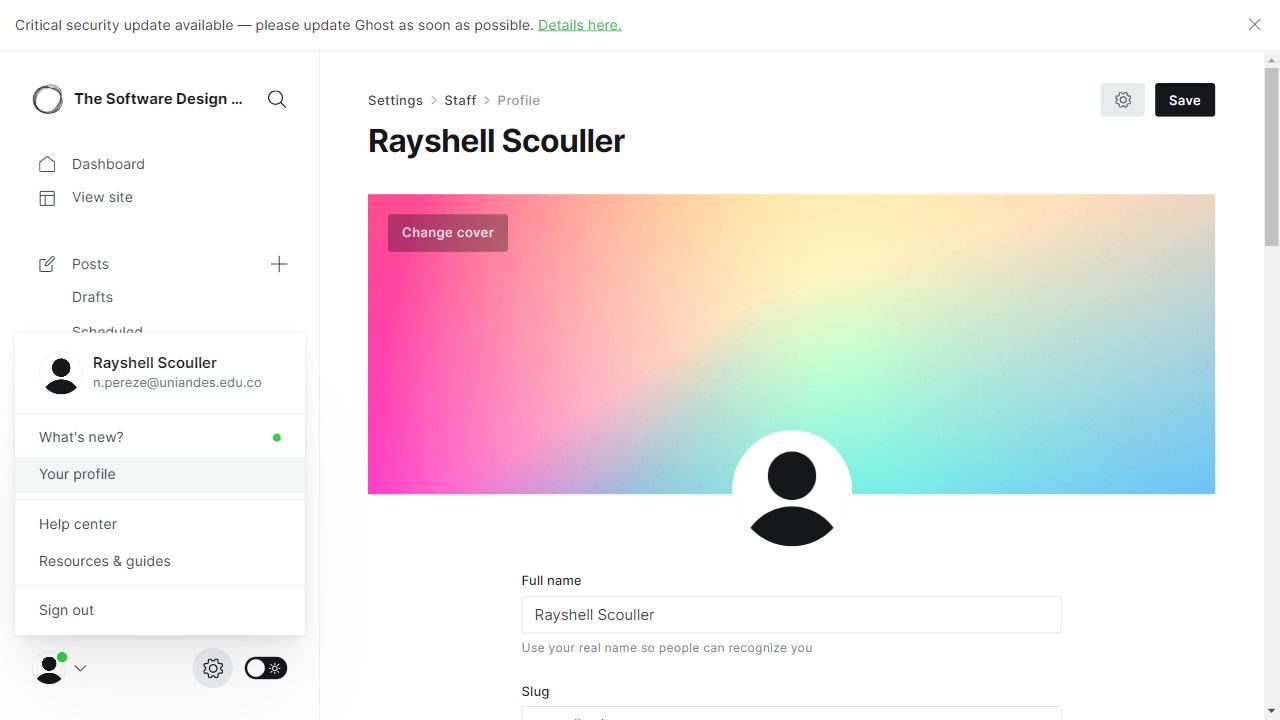 Critical security update available — please update Ghost as soon as possible. Details here.
The Software Design ...
Dashboard
View site
Posts
Drafts
Scheduled
Rayshell Scouller
n.pereze@uniandes.edu.co
What's new?
Your profile
Help center
Resources & guides
Sign out
Settings > Staff > Profile
Save
Rayshell Scouller
Change cover
Full name
Rayshell Scouller
Use your real name so people can recognize you
Slug